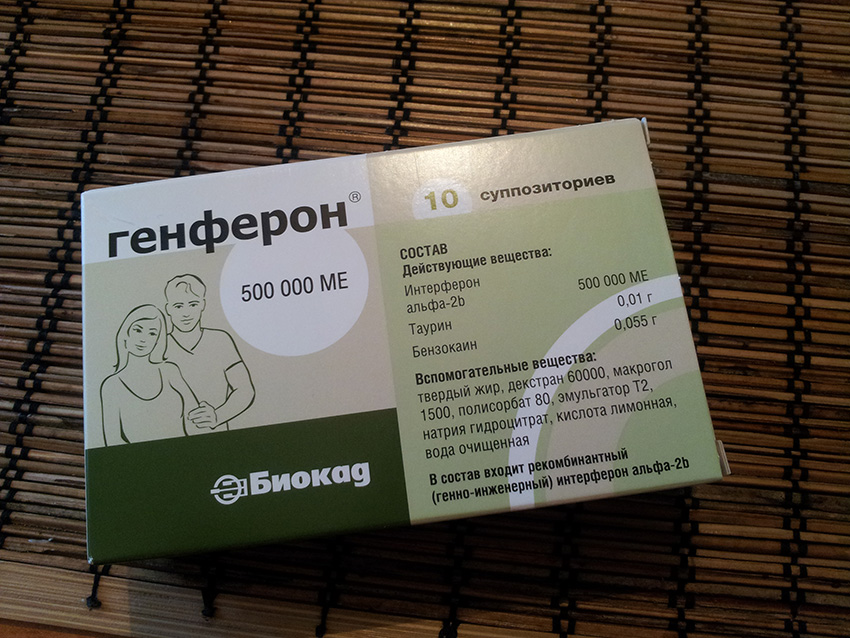 генферон®
500 000 МЕ
Биокад
10 суппозиториев
СОСТАВ
Действующие вещества:
Интерферон
альфа-2b 500 000 МЕ
Таурин 0,01 г
Бензокаин 0,055 г
Вспомогательные вещества:
твердый жир, декстран 60000, макрогол
1500, полисорбат 80, эмульгатор Т2,
натрия гидроцитрат, кислота лимонная,
вода очищенная
В состав входит рекомбинантный
(генно-инженерный) интерферон альфа-2b